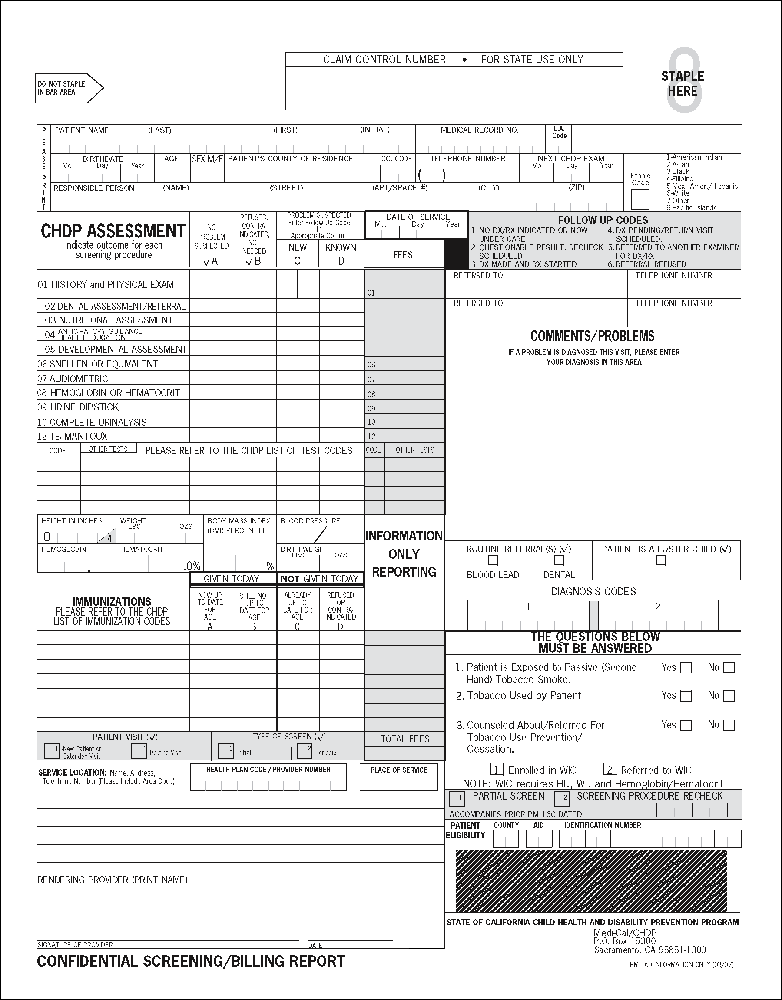 CLAIM CONTROL NUMBER • FOR STATE USE ONLY
8
STAPLE
HERE
DO NOT STAPLE
IN BAR AREA
PLEASE PRINT
PATIENT NAME (LAST) (FIRST) (INITIAL) MEDICAL RECORD NO. L.A.
Code
BIRTHDATE AGE SEX M/F PATIENT'S COUNTY OF RESIDENCE CO. CODE TELEPHONE NUMBER NEXT CHDP EXAM
Mo. Day Year ( ) Mo. Day Year
Ethnic
Code
1-American Indian
2-Asian
3-Black
4-Filipino
5-Mex. Amer./Hispanic
6-White
7-Other
8-Pacific Islander
RESPONSIBLE PERSON (NAME) (STREET) (APT/SPACE #) (CITY) (ZIP)
CHDP ASSESSMENT
Indicate outcome for each
screening procedure
NO
PROBLEM
SUSPECTED
√A
REFUSED,
CONTRA-
INDICATED,
NOT
NEEDED
√B
PROBLEM SUSPECTED
Enter Follow Up Code
in
Appropriate Column
NEW KNOWN
C D
DATE OF SERVICE
Mo. Day Year
FEES
FOLLOW UP CODES
1. NO DX/RX INDICATED OR NOW
UNDER CARE.
2. QUESTIONABLE RESULT, RECHECK
SCHEDULED.
3. DX MADE AND RX STARTED
4. DX PENDING/RETURN VISIT
SCHEDULED.
5. REFERRED TO ANOTHER EXAMINER
FOR DX/RX.
6. REFERRAL REFUSED
01 HISTORY and PHYSICAL EXAM 01
REFERRED TO: TELEPHONE NUMBER
REFERRED TO: TELEPHONE NUMBER
02 DENTAL ASSESSMENT/REFERRAL
03 NUTRITIONAL ASSESSMENT
04 ANTICIPATORY GUIDANCE
HEALTH EDUCATION
05 DEVELOPMENTAL ASSESSMENT
06 SNELLEN OR EQUIVALENT 06
07 AUDIOMETRIC 07
08 HEMOGLOBIN OR HEMATOCRIT 08
09 URINE DIPSTICK 09
10 COMPLETE URINALYSIS 10
12 TB MANTOUX 12
CODE OTHER TESTS PLEASE REFER TO THE CHDP LIST OF TEST CODES CODE OTHER TESTS
COMMENTS/PROBLEMS
IF A PROBLEM IS DIAGNOSED THIS VISIT, PLEASE ENTER
YOUR DIAGNOSIS IN THIS AREA
HEIGHT IN INCHES
0 4
WEIGHT
LBS OZS
BODY MASS INDEX
(BMI) PERCENTILE
%
BLOOD PRESSURE
/
HEMOGLOBIN
.
HEMATOCRIT
.0%
BIRTH WEIGHT
LBS OZS
INFORMATION
ONLY
REPORTING
ROUTINE REFERRAL(S) (√)
BLOOD LEAD DENTAL
PATIENT IS A FOSTER CHILD (√)
DIAGNOSIS CODES
1 2
GIVEN TODAY NOT GIVEN TODAY
IMMUNIZATIONS
PLEASE REFER TO THE CHDP
LIST OF IMMUNIZATION CODES
NOW UP
TO DATE
FOR
AGE
A
STILL NOT
UP TO
DATE FOR
AGE
B
ALREADY
UP TO
DATE FOR
AGE
C
REFUSED
OR
CONTRA-
INDICATED
D
THE QUESTIONS BELOW
MUST BE ANSWERED
1. Patient is Exposed to Passive (Second Yes No
Hand) Tobacco Smoke.
2. Tobacco Used by Patient Yes No
3. Counseled About/Referred For Yes No
Tobacco Use Prevention/
Cessation.
PATIENT VISIT (√)
1 -New Patient or
Extended Visit
2 -Routine Visit
TYPE OF SCREEN (√)
1 Initial
2 -Periodic
TOTAL FEES
SERVICE LOCATION: Name, Address,
Telephone Number (Please Include Area Code)
HEALTH PLAN CODE / PROVIDER NUMBER
PLACE OF SERVICE
1 Enrolled in WIC 2 Referred to WIC
NOTE: WIC requires Ht., Wt. and Hemoglobin/Hematocrit
1 PARTIAL SCREEN 2 SCREENING PROCEDURE RECHECK
ACCOMPANIES PRIOR PM 160 DATED
PATIENT
ELIGIBILITY
COUNTY AID IDENTIFICATION NUMBER
RENDERING PROVIDER (PRINT NAME):
SIGNATURE OF PROVIDER DATE
STATE OF CALIFORNIA-CHILD HEALTH AND DISABILITY PREVENTION PROGRAM
Medi-Cal/CHDP
P.O. Box 15300
Sacramento, CA 95851-1300
CONFIDENTIAL SCREENING/BILLING REPORT
PM 160 INFORMATION ONLY (03/07)